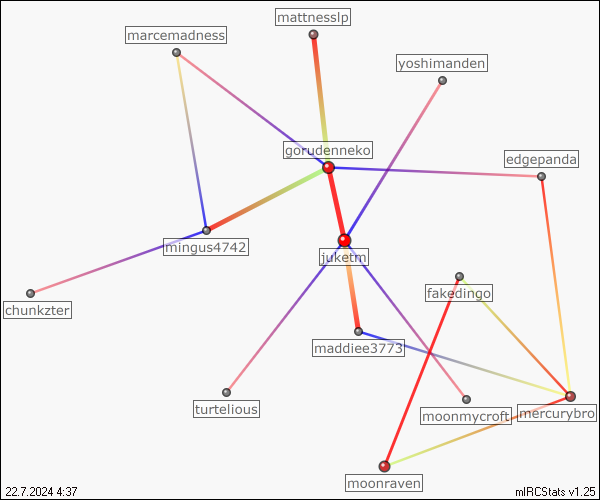 mattnesslp
marcemadness
yoshimanden
gorudenneko
edgepanda
mingus4742
juketm
fakedingo
chunkzter
maddiee3773
turtelious
moonmycroft
mercurybro
moonraven
22.7.2024 4:37
mIRCStats v1.25